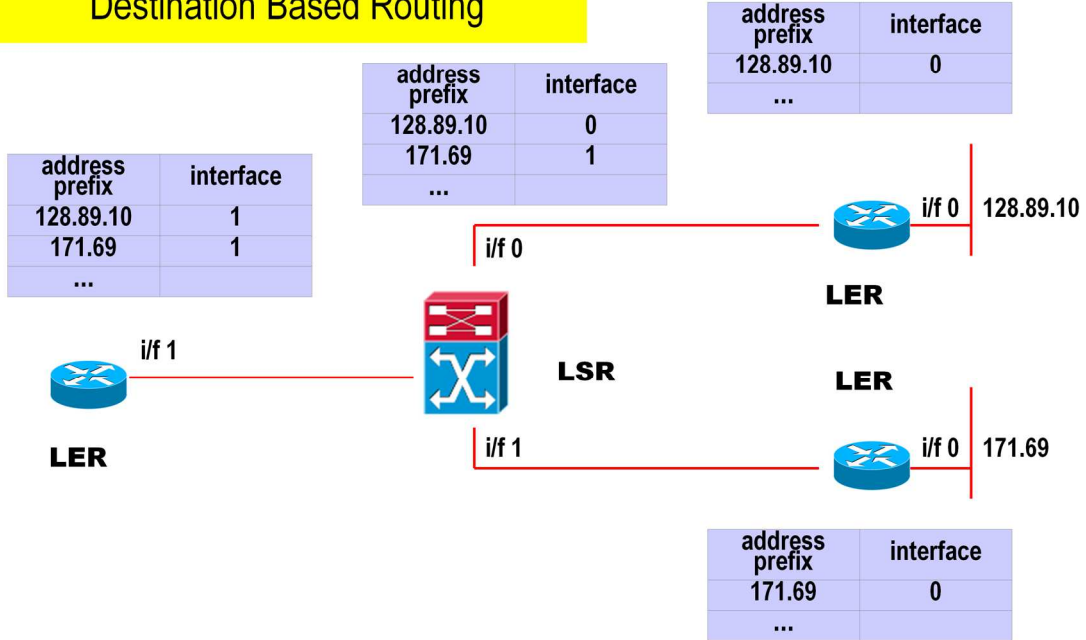 Destination Based Routing
address prefix interface
128.89.10 0
...
address prefix interface
128.89.10 0
171.69 1
...
address prefix interface
128.89.10 1
171.69 1
...
i/f 0
i/f 0 128.89.10
LER
i/f 1
LSR
LER
LER
i/f 1
i/f 0 171.69
address prefix interface
171.69 0
...